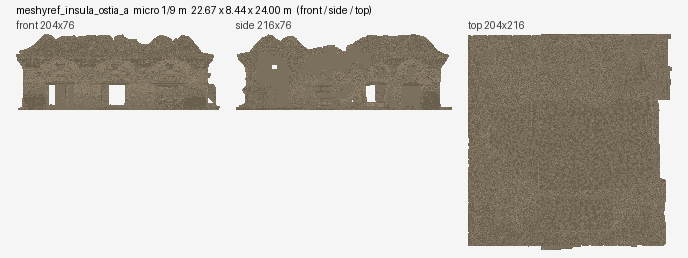 meshyref_insula_ostia_a micro 1/9 m 22.67 x 8.44 x 24.00 m (front / side / top)
front 204x76
side 216x76
top 204x216